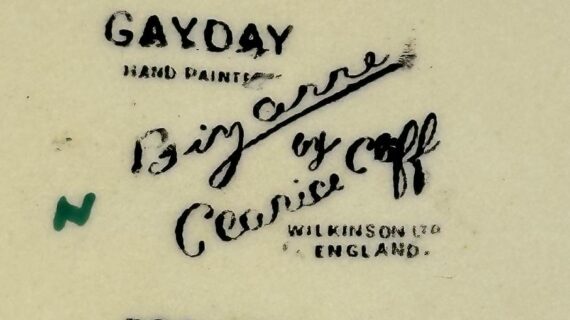 GAYDAY
HAND PAINTED
Bizarre
by
Clarice Cliff
WILKINSON LTD
ENGLAND.
N